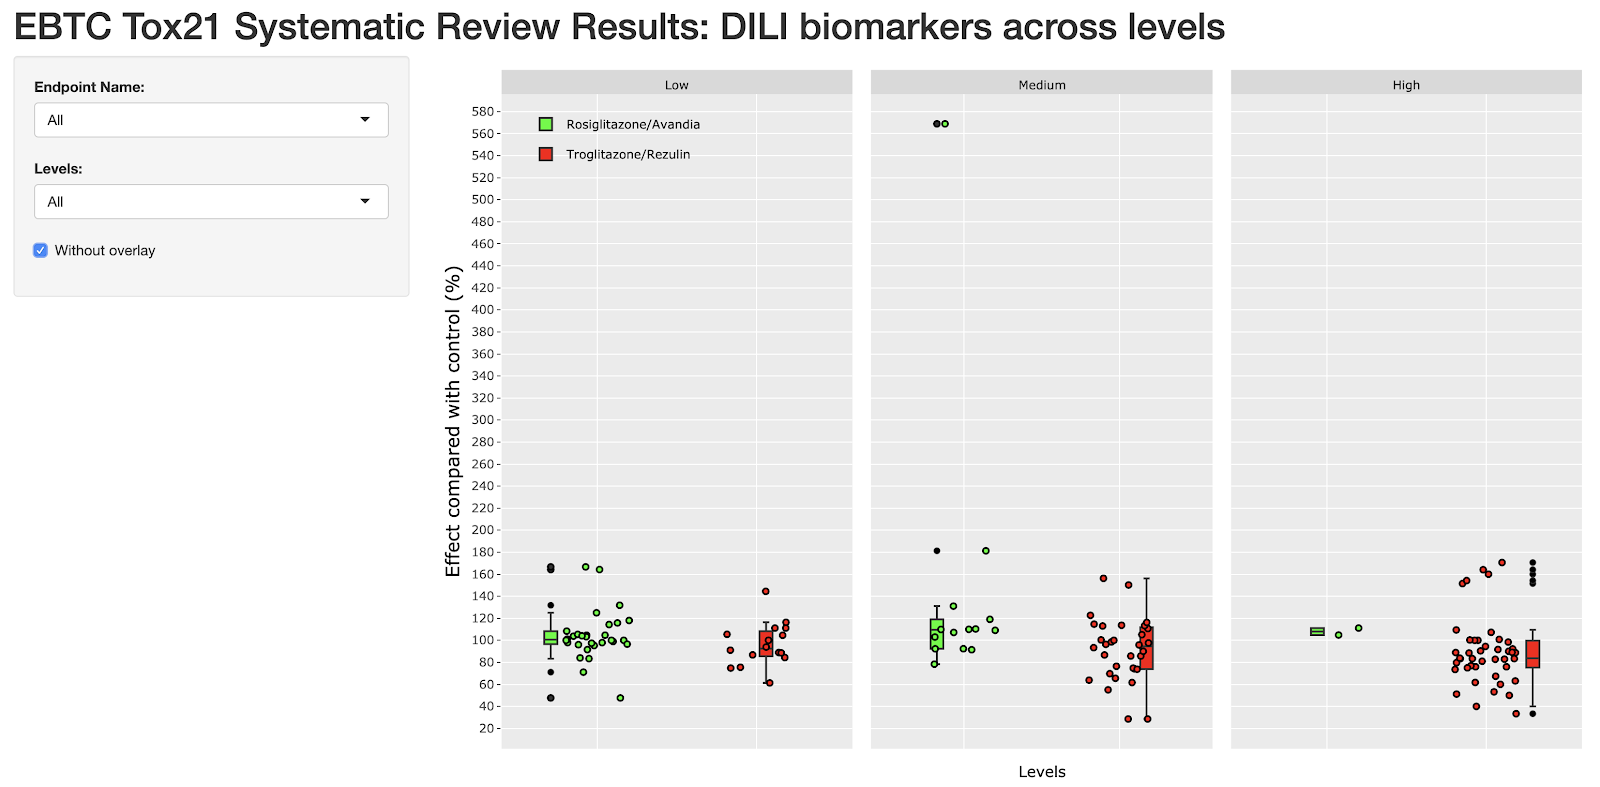 EBTC Tox21 Systematic Review Results: DILI biomarkers across levels
Endpoint Name:
All
Levels:
All
Without overlay
Low
Medium
High
Rosiglitazone/Avandia
Troglitazone/Rezulin
Effect compared with control (%)
580
560
540
520
500
480
460
440
420
400
380
360
340
320
300
280
260
240
220
200
180
160
140
120
100
80
60
40
20
Levels